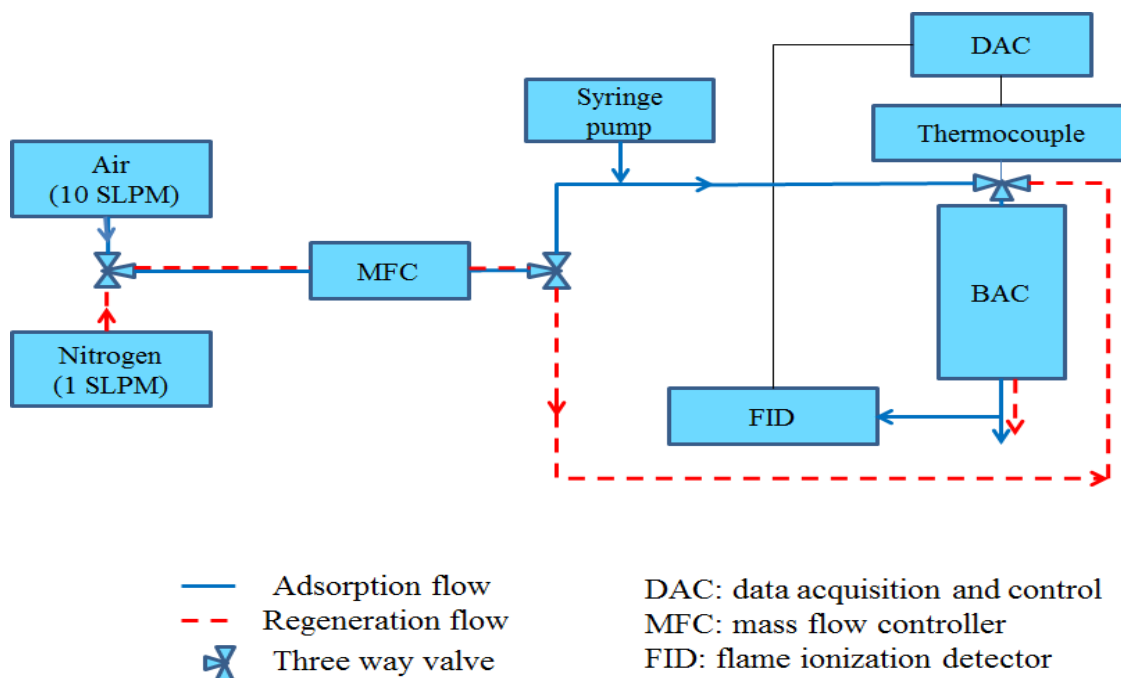 DAC
Syringe
pump
Thermocouple
Air
(10 SLPM)
MFC
BAC
Nitrogen
(1 SLPM)
FID
Adsorption flow
Regeneration flow
Three way valve
DAC: data acquisition and control
MFC: mass flow controller
FID: flame ionization detector